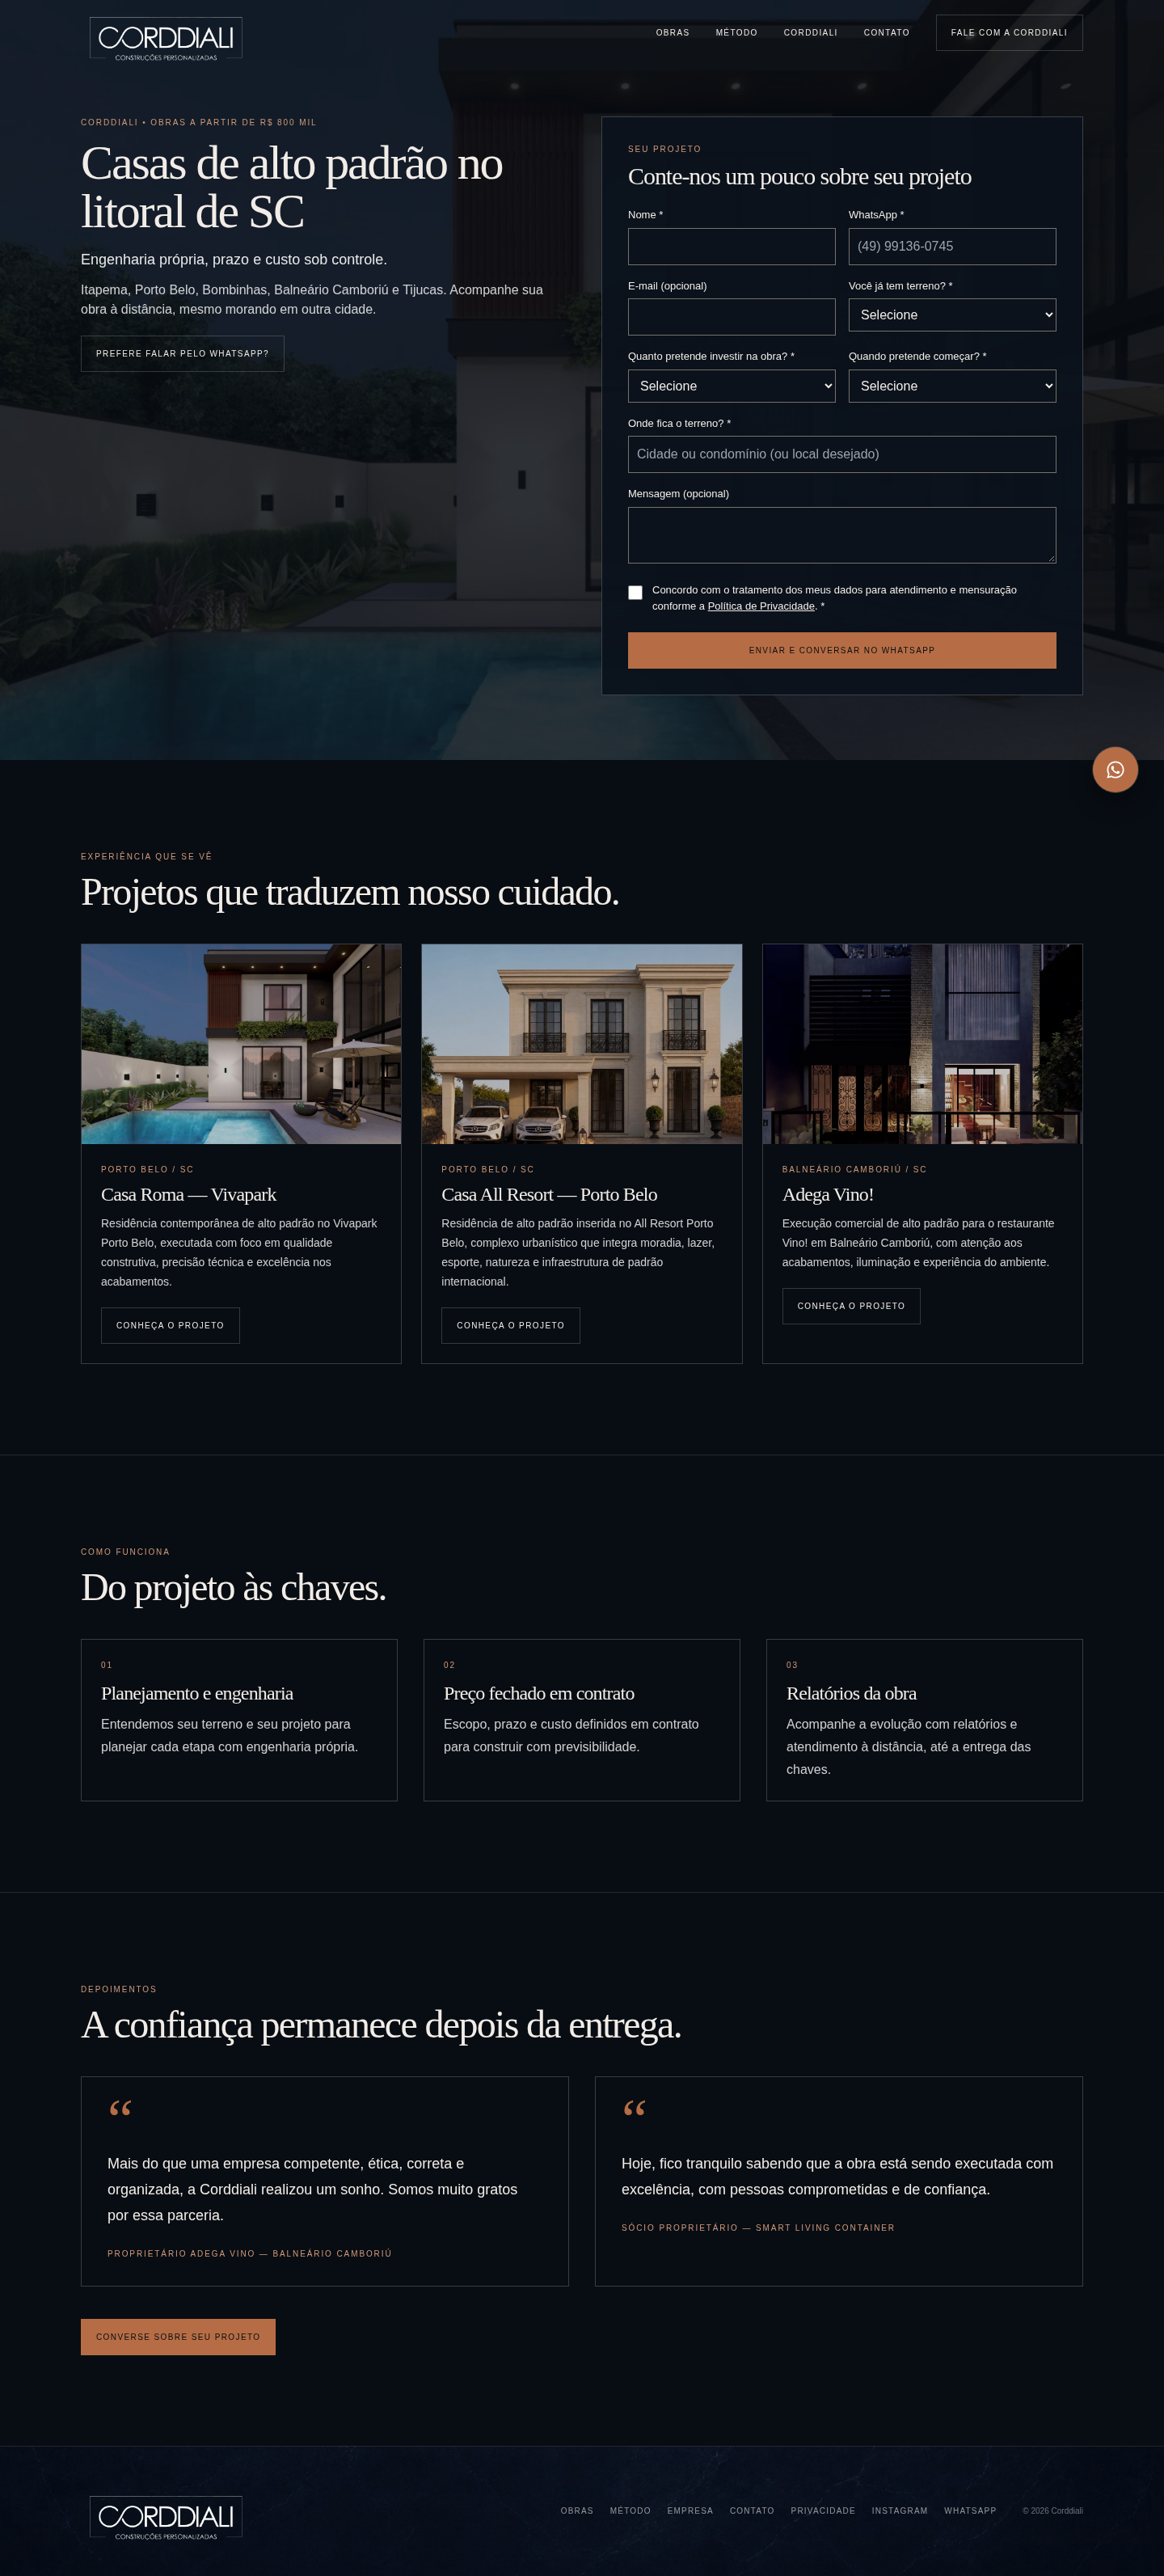 CORDDIALI
CONSTRUÇÕES PERSONALIZADAS
OBRAS MÉTODO CORDDIALI CONTATO FALE COM A CORDDIALI
CORDDIALI • OBRAS A PARTIR DE R$ 800 MIL
Casas de alto padrão no
litoral de SC
Engenharia própria, prazo e custo sob controle.
Itapema, Porto Belo, Bombinhas, Balneário Camboriú e Tijucas. Acompanhe sua
obra à distância, mesmo morando em outra cidade.
PREFERE FALAR PELO WHATSAPP?
SEU PROJETO
Conte-nos um pouco sobre seu projeto
Nome * WhatsApp *
(49) 99136-0745
E-mail (opcional) Você já tem terreno? *
Selecione
Quanto pretende investir na obra? * Quando pretende começar? *
Selecione Selecione
Onde fica o terreno? *
Cidade ou condomínio (ou local desejado)
Mensagem (opcional)
Concordo com o tratamento dos meus dados para atendimento e mensuração
conforme a Política de Privacidade. *
ENVIAR E CONVERSAR NO WHATSAPP
EXPERIÊNCIA QUE SE VÊ
Projetos que traduzem nosso cuidado.
PORTO BELO / SC
Casa Roma — Vivapark
Residência contemporânea de alto padrão no Vivapark
Porto Belo, executada com foco em qualidade
construtiva, precisão técnica e excelência nos
acabamentos.
CONHEÇA O PROJETO
PORTO BELO / SC
Casa All Resort — Porto Belo
Residência de alto padrão inserida no All Resort Porto
Belo, complexo urbanístico que integra moradia, lazer,
esporte, natureza e infraestrutura de padrão
internacional.
CONHEÇA O PROJETO
BALNEÁRIO CAMBORIÚ / SC
Adega Vino!
Execução comercial de alto padrão para o restaurante
Vino! em Balneário Camboriú, com atenção aos
acabamentos, iluminação e experiência do ambiente.
CONHEÇA O PROJETO
COMO FUNCIONA
Do projeto às chaves.
01
Planejamento e engenharia
Entendemos seu terreno e seu projeto para
planejar cada etapa com engenharia própria.
02
Preço fechado em contrato
Escopo, prazo e custo definidos em contrato
para construir com previsibilidade.
03
Relatórios da obra
Acompanhe a evolução com relatórios e
atendimento à distância, até a entrega das
chaves.
DEPOIMENTOS
A confiança permanece depois da entrega.
“
Mais do que uma empresa competente, ética, correta e
organizada, a Corddiali realizou um sonho. Somos muito gratos
por essa parceria.
PROPRIETÁRIO ADEGA VINO — BALNEÁRIO CAMBORIÚ
“
Hoje, fico tranquilo sabendo que a obra está sendo executada com
excelência, com pessoas comprometidas e de confiança.
SÓCIO PROPRIETÁRIO — SMART LIVING CONTAINER
CONVERSE SOBRE SEU PROJETO
CORDDIALI
CONSTRUÇÕES PERSONALIZADAS
OBRAS MÉTODO EMPRESA CONTATO PRIVACIDADE INSTAGRAM WHATSAPP © 2026 Corddiali